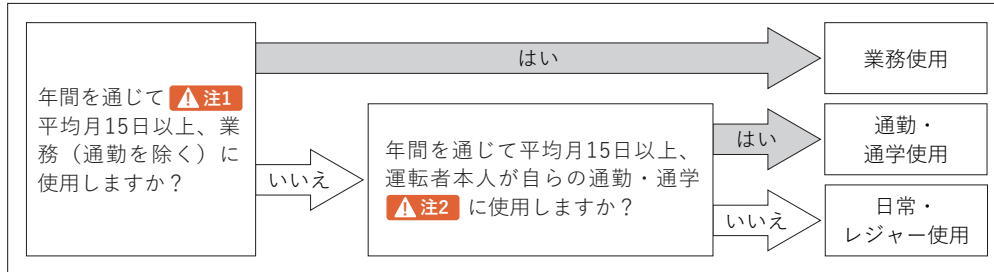 年間を通じて 注1
平均月15日以上、業
務（通勤を除く）に
使用しますか？
はい
業務使用
いいえ
年間を通じて平均月15日以上、
運転者本人が自らの通勤・通学
注2 に使用しますか？
はい
通勤・
通学使用
いいえ
日常・
レジャー使用